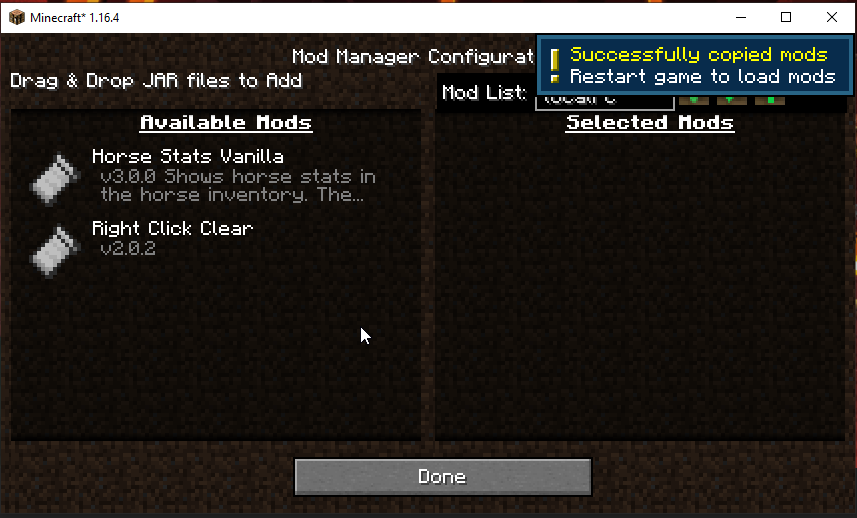 Minecraft* 1.16.4
Mod Manager Configurat
Successfully copied mods
Restart game to load mods
Drag & Drop JAR files to Add
Mod List:
Available Mods
Selected Mods
Horse Stats Vanilla
v3.0.0 Shows horse stats in
the horse inventory. The...
Right Click Clear
v2.0.2
Done